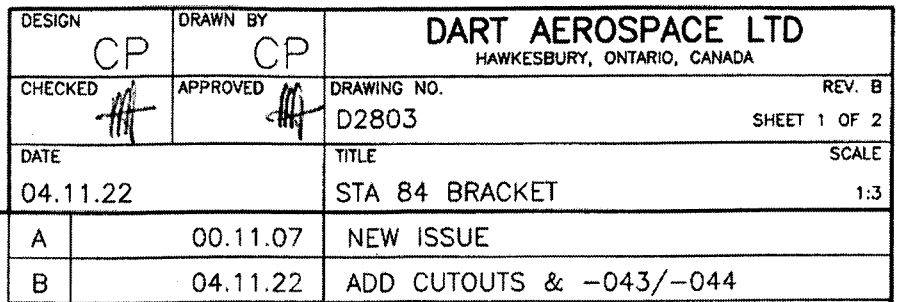 DESIGN
CP
DRAWN BY
CP
DART AEROSPACE LTD
HAWKESBURY, ONTARIO, CANADA
CHECKED
APPROVED
DRAWING NO.
REV. B
D2803
SHEET 1 OF 2
DATE
04.11.22
TITLE
SCALE
STA 84 BRACKET
1:3
A 00.11.07 NEW ISSUE
B 04.11.22 ADD CUTOUTS & -043/-044